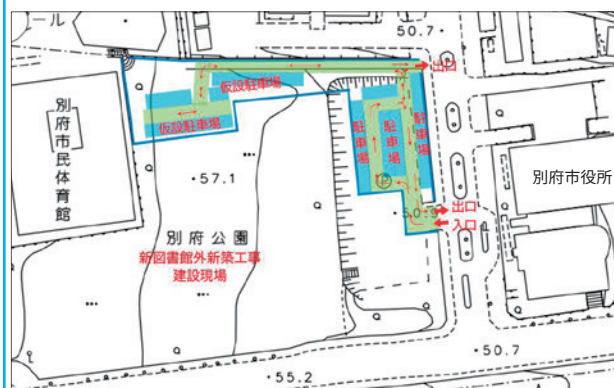 ール
50.7
出口
仮設駐車場
仮設駐車場
駐車場
駐車場
駐車場
別府市民体育館
57.1
P
50.9
出口
入口
別府市役所
別府公園
新図書館外新築工事
建設現場
50.7
55.2